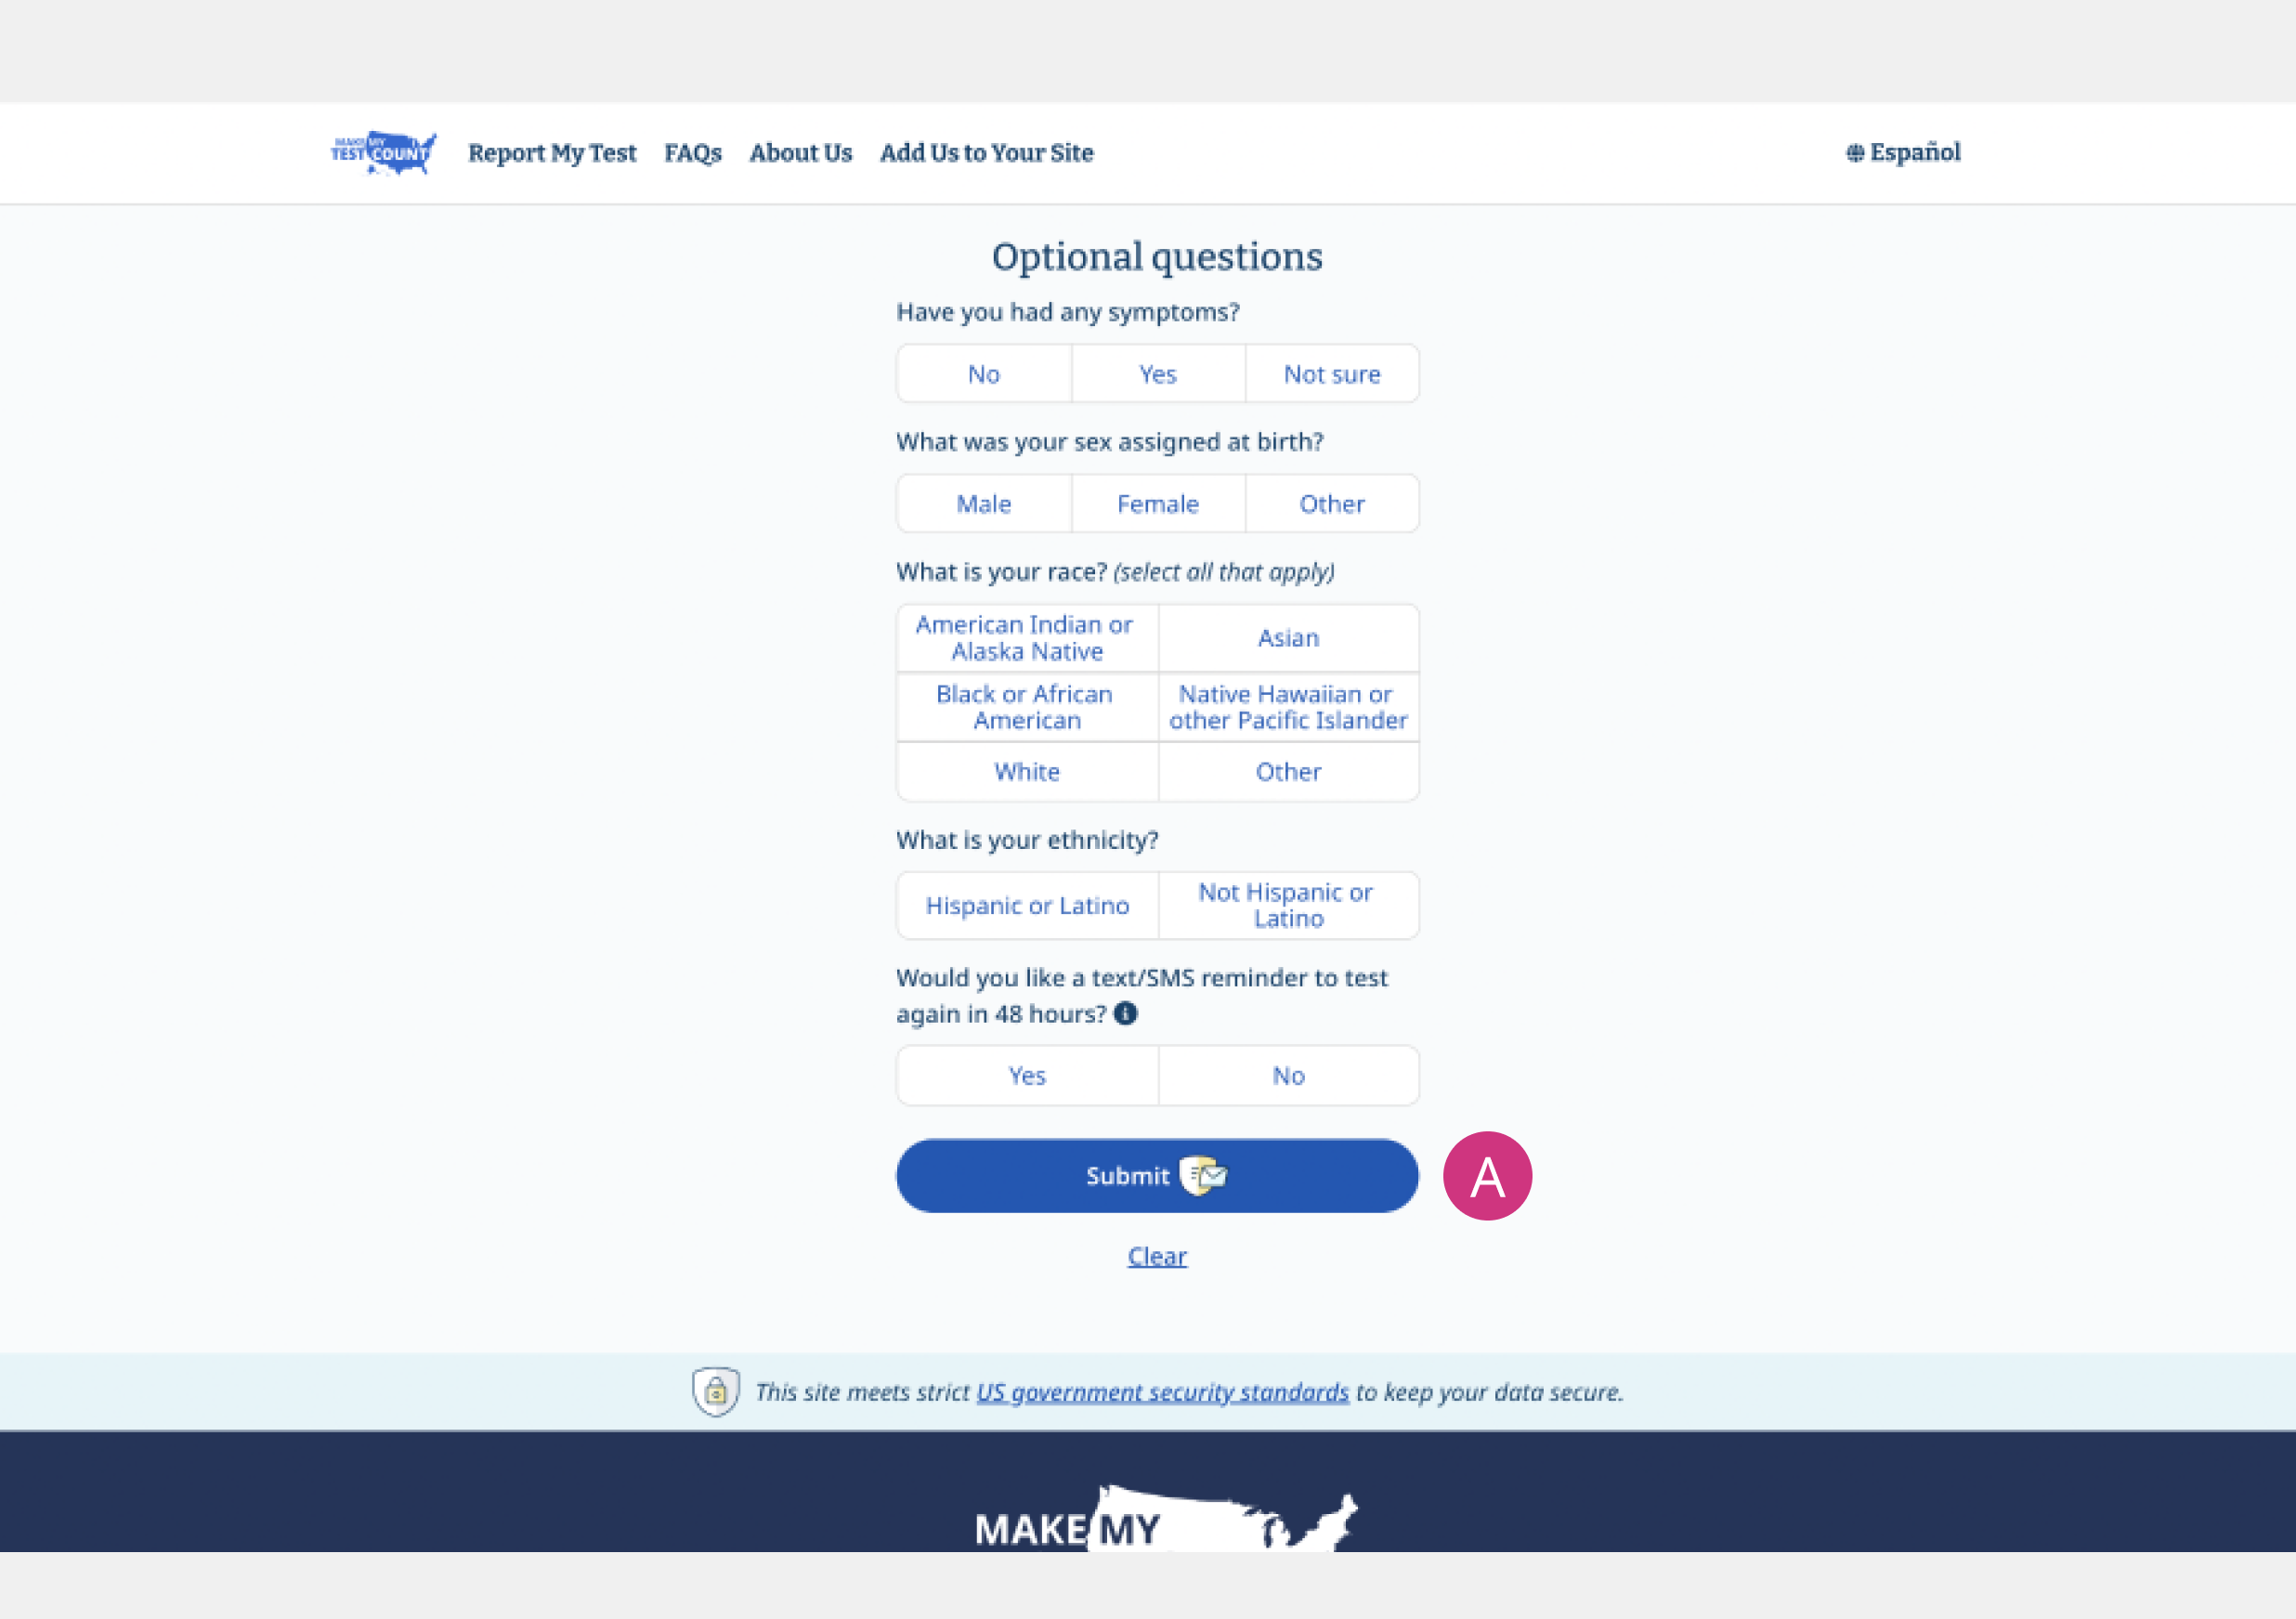 MAKE MY
TEST COUNT
Report My Test FAQs About Us Add Us to Your Site Español
Optional questions
Have you had any symptoms?
No Yes Not sure
What was your sex assigned at birth?
Male Female Other
What is your race? (select all that apply)
American Indian or
Alaska Native
Asian
Black or African
American
Native Hawaiian or
other Pacific Islander
White Other
What is your ethnicity?
Hispanic or Latino
Not Hispanic or
Latino
Would you like a text/SMS reminder to test
again in 48 hours?
Yes No
Submit
A
Clear
This site meets strict US government security standards to keep your data secure.
MAKE MY